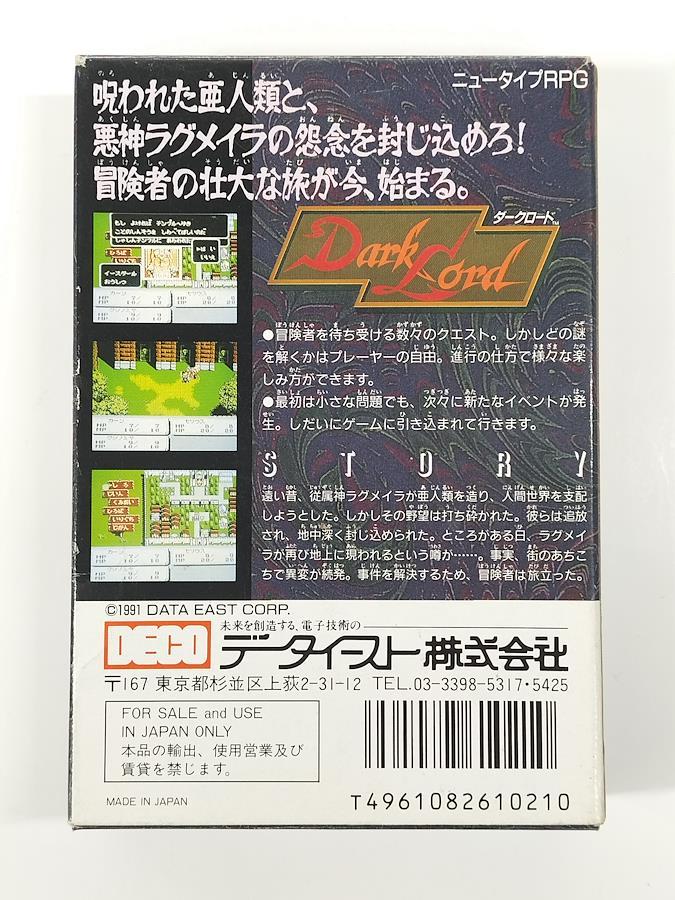 ニュータイプRPG
呪われた亜人類と、
悪神ラグメイラの怨念を封じ込めろ!
冒険者の壮大な旅が今、始まる。
ダークロード™
Dark Lord
●冒険者を待ち受ける数々のクエスト。しかしどの謎
を解くかはプレーヤーの自由。進行の仕方で様々な楽
しみ方ができます。
●最初は小さな問題でも、次々に新たなイベントが発
生。しだいにゲームに引き込まれて行きます。
STORY
遠い昔、従属神ラグメイラが亜人類を造り、人間世界を支配
しようとした。しかしその野望は打ち砕かれた。彼らは追放
され、地中深く封じ込められた。ところがある日、ラグメイ
ラが再び地上に現われるという噂が……。事実、街のあちこ
ちで異変が続発。事件を解決するため、冒険者は旅立った。
©1991 DATA EAST CORP.
DECO
未来を創造する、電子技術の
データイースト株式会社
〒167 東京都杉並区上荻2-31-12 TEL.03-3398-5317・5425
FOR SALE and USE
IN JAPAN ONLY
本品の輸出、使用営業及び
賃貸を禁じます。
MADE IN JAPAN
T4961082610210